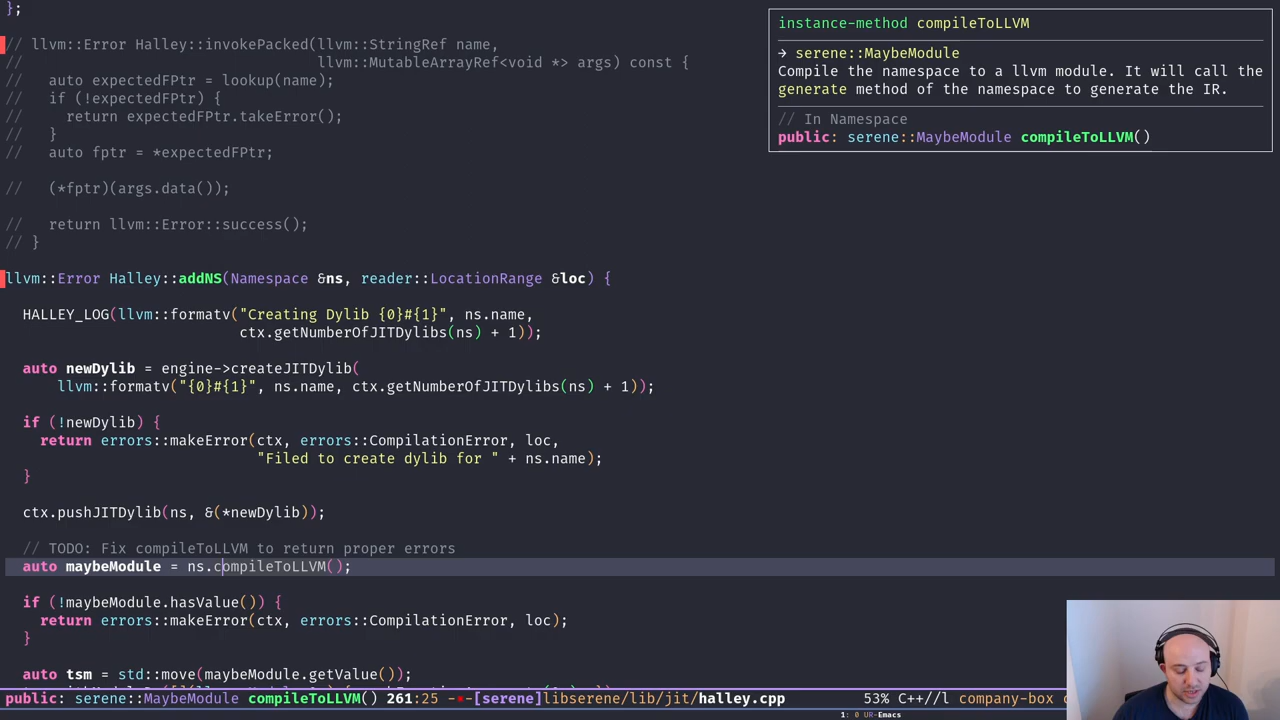 };
// llvm::Error Halley::invokePacked(llvm::StringRef name,
//                                  llvm::MutableArrayRef<void *> args) const {
//   auto expectedFPtr = lookup(name);
//   if (!expectedFPtr) {
//     return expectedFPtr.takeError();
//   }
//   auto fptr = *expectedFPtr;
//   (*fptr)(args.data());
//   return llvm::Error::success();
// }
llvm::Error Halley::addNS(Namespace &ns, reader::LocationRange &loc) {
  HALLEY_LOG(llvm::formatv("Creating Dylib {0}#{1}", ns.name,
                           ctx.getNumberOfJITDylibs(ns) + 1));
  auto newDylib = engine->createJITDylib(
      llvm::formatv("{0}#{1}", ns.name, ctx.getNumberOfJITDylibs(ns) + 1));
  if (!newDylib) {
    return errors::makeError(ctx, errors::CompilationError, loc,
                             "Filed to create dylib for " + ns.name);
  }
  ctx.pushJITDylib(ns, &(*newDylib));
  // TODO: Fix compileToLLVM to return proper errors
  auto maybeModule = ns.compileToLLVM();
  if (!maybeModule.hasValue()) {
    return errors::makeError(ctx, errors::CompilationError, loc);
  }
  auto tsm = std::move(maybeModule.getValue());
instance-method compileToLLVM
→ serene::MaybeModule
Compile the namespace to a llvm module. It will call the
generate method of the namespace to generate the IR.
// In Namespace
public: serene::MaybeModule compileToLLVM()
public: serene::MaybeModule compileToLLVM() 261:25 -*-[serene]libserene/lib/jit/halley.cpp 53% C++//l company-box
1: 0 UR-Emacs